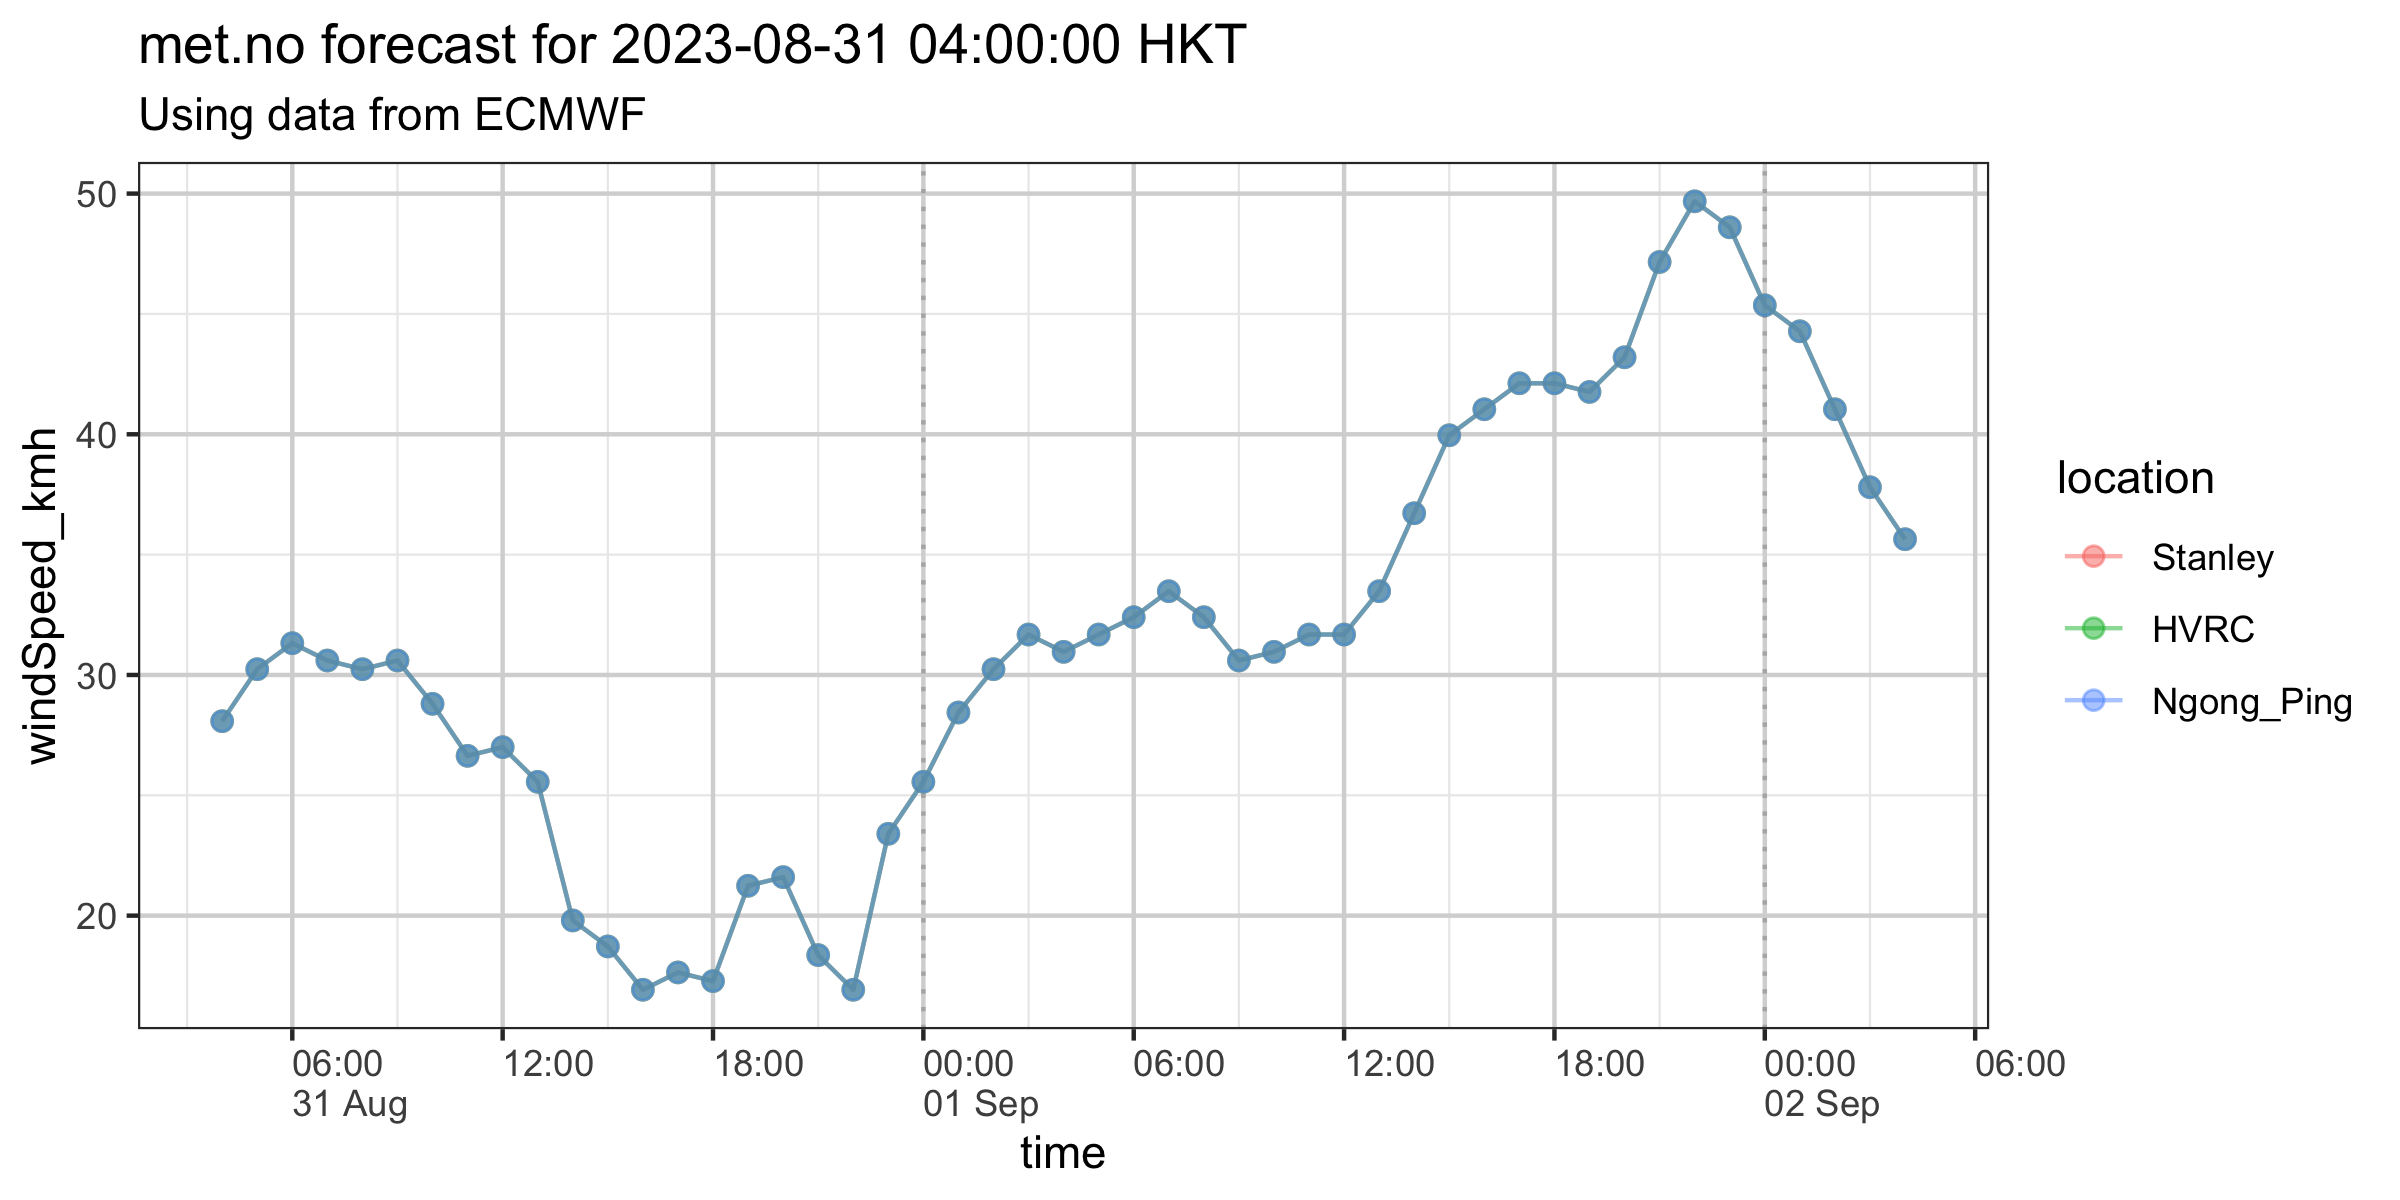 met.no forecast for 2023-08-31 04:00:00 HKT
Using data from ECMWF
windSpeed_kmh
50
40
30
20
06:00 12:00 18:00 00:00 06:00 12:00 18:00 00:00 06:00
31 Aug 01 Sep 02 Sep
time
location
Stanley
HVRC
Ngong_Ping